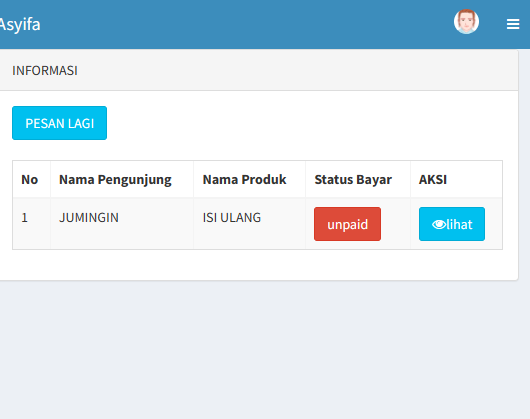 Asyifa
INFORMASI
PESAN LAGI
No Nama Pengunjung Nama Produk Status Bayar AKSI
1 JUMINGIN ISI ULANG unpaid lihat